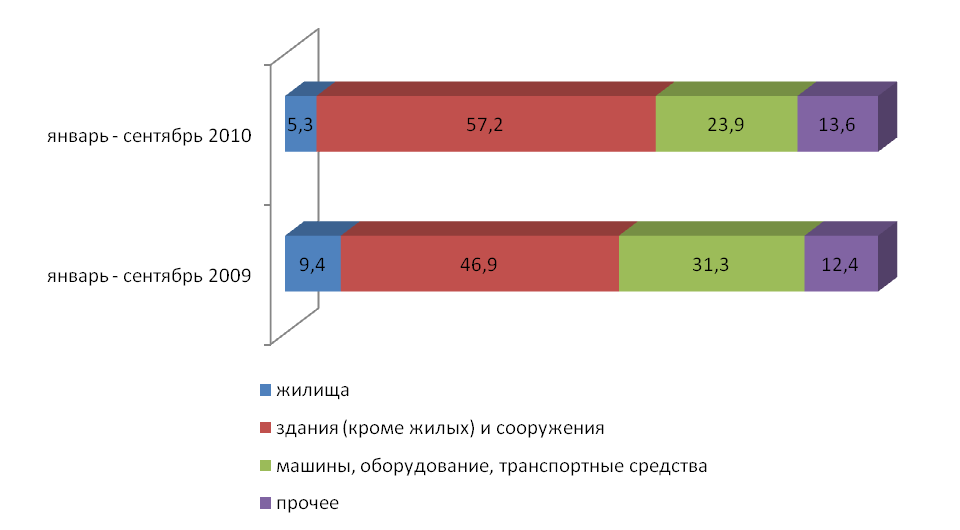 январь - сентябрь 2010
5,3 57,2 23,9 13,6
январь - сентябрь 2009
9,4 46,9 31,3 12,4
жилища
здания (кроме жилых) и сооружения
машины, оборудование, транспортные средства
прочее